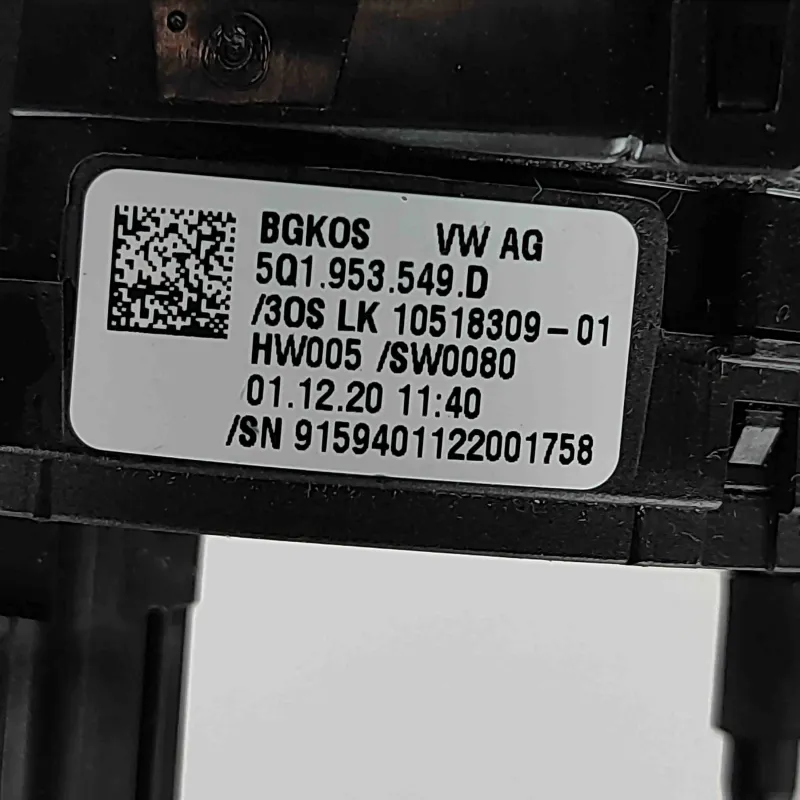 BGKOS VW AG
5Q1.953.549.D
/3OS LK 10518309-01
HW005 /SW0080
01.12.20 11:40
/SN 9159401122001758